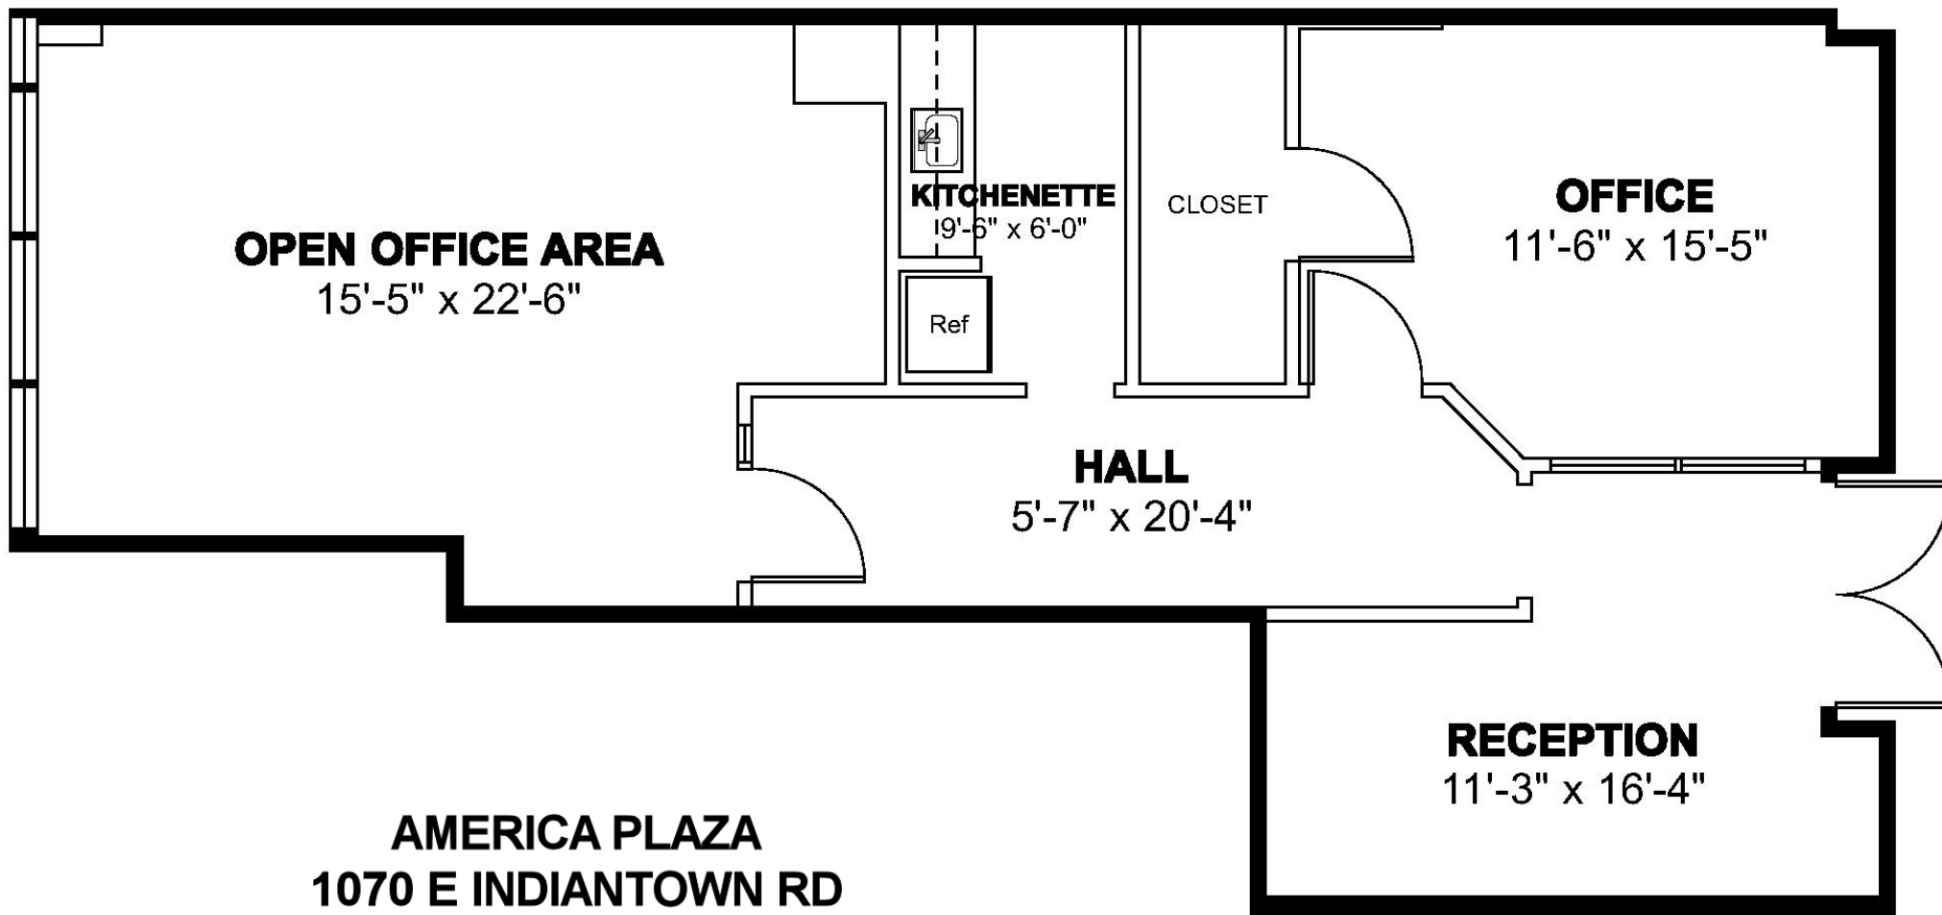 OPEN OFFICE AREA
15'-5" x 22'-6"
KITCHENETTE
9'-6" x 6'-0"
Ref
CLOSET
OFFICE
11'-6" x 15'-5"
HALL
5'-7" x 20'-4"
RECEPTION
11'-3" x 16'-4"
AMERICA PLAZA
1070 E INDIANTOWN RD